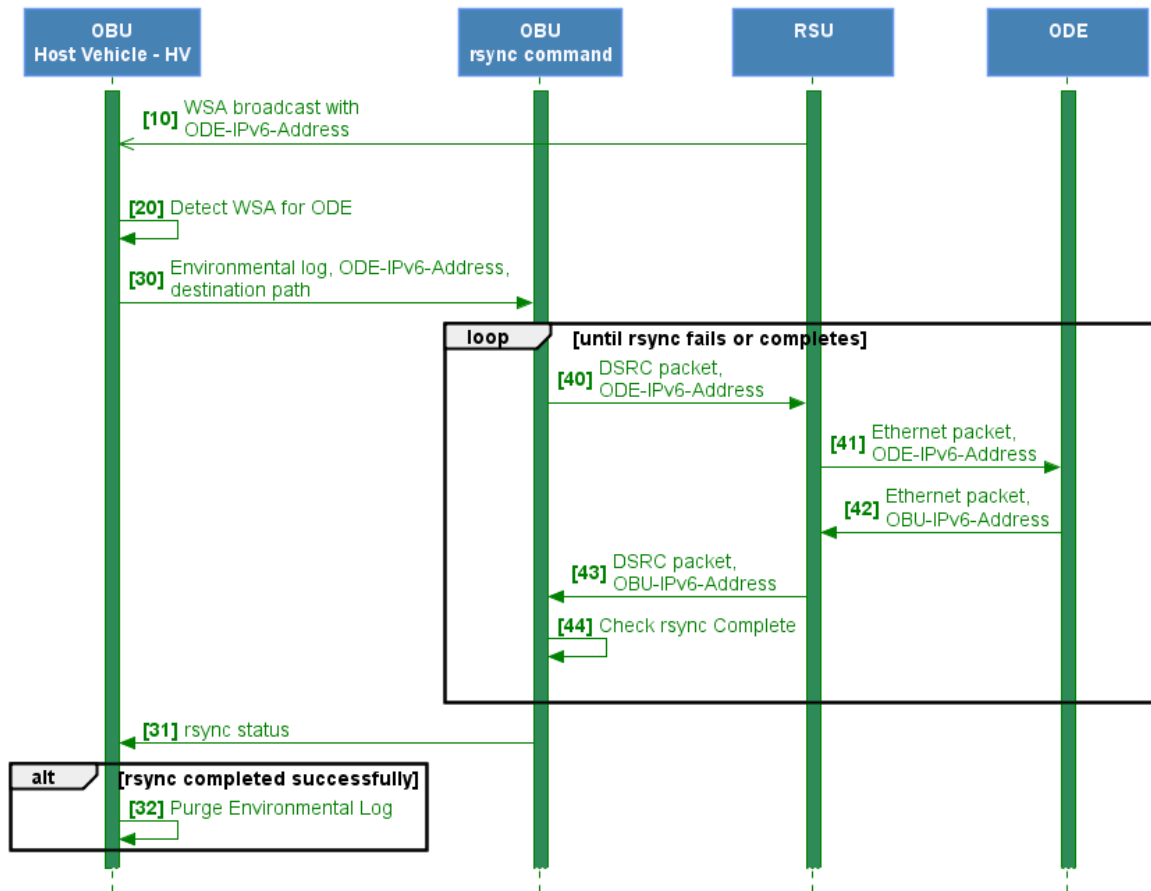 OBU
Host Vehicle - HV
OBU
rsync command
RSU
ODE
[10] WSA broadcast with
ODE-IPv6-Address
[20] Detect WSA for ODE
[30] Environmental log, ODE-IPv6-Address,
destination path
loop [until rsync fails or completes]
[40] DSRC packet,
ODE-IPv6-Address
[41] Ethernet packet,
ODE-IPv6-Address
[42] Ethernet packet,
OBU-IPv6-Address
[43] DSRC packet,
OBU-IPv6-Address
[44] Check rsync Complete
[31] rsync status
alt [rsync completed successfully]
[32] Purge Environmental Log